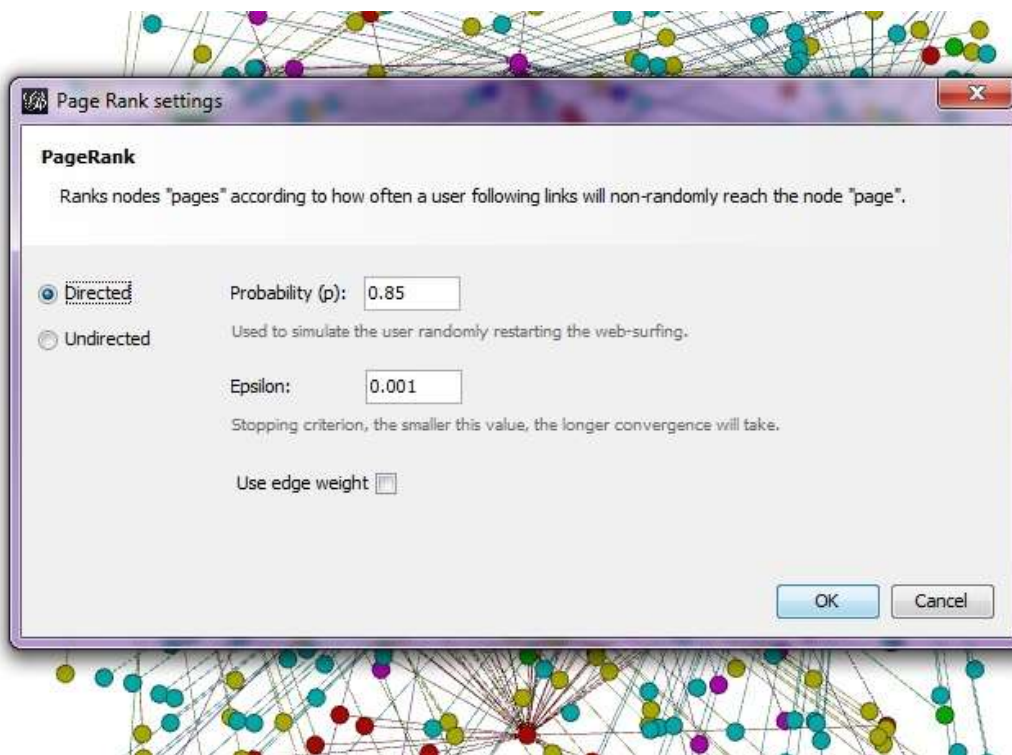 Page Rank settings
PageRank
Ranks nodes "pages" according to how often a user following links will non-randomly reach the node "page".
Directed
Probability (p): 0.85
Used to simulate the user randomly restarting the web-surfing.
Undirected
Epsilon: 0.001
Stopping criterion, the smaller this value, the longer convergence will take.
Use edge weight
OK Cancel